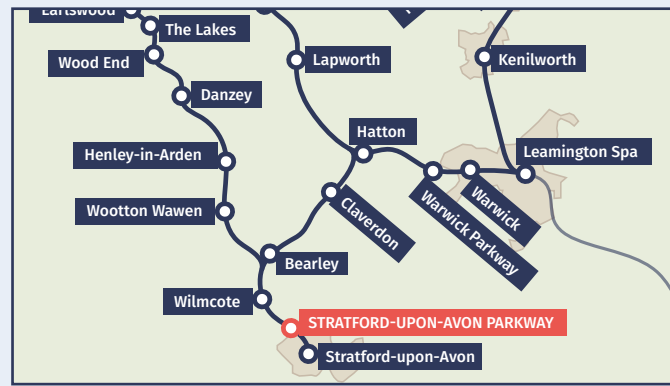 Earlswood
The Lakes
Wood End
Lapworth
Kenilworth
Danzey
Hatton
Henley-in-Arden
Leamington Spa
Wootton Wawen
Claverdon
Warwick Parkway
Warwick
Bearley
Wilmcote
STRATFORD-UPON-AVON PARKWAY
Stratford-upon-Avon